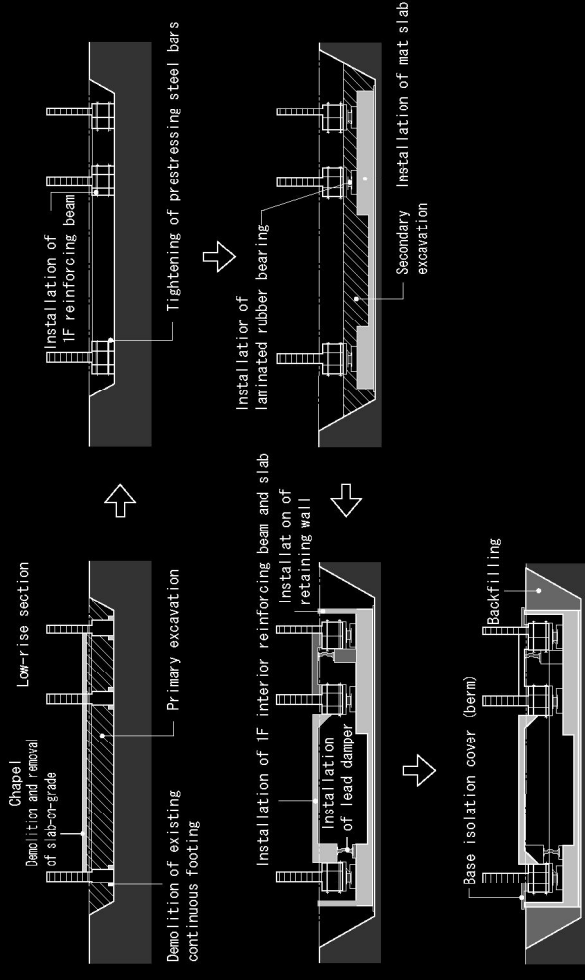 Chapel
Demolition and removal
of slab-on-grade
Low-rise section
Primary excavation
Demolition of existing
continuous footing
Installation of
1F reinforcing beam
Tightening of prestressing steel bars
Installatior of
laminated rubber bearing
Secondary
excavation
Installation of mat slab
Installation of 1F interior reinforcing beam and slab
Installation of
retaining wall
Installation
of lead damper
Base isolation cover (berm)
Backfilling